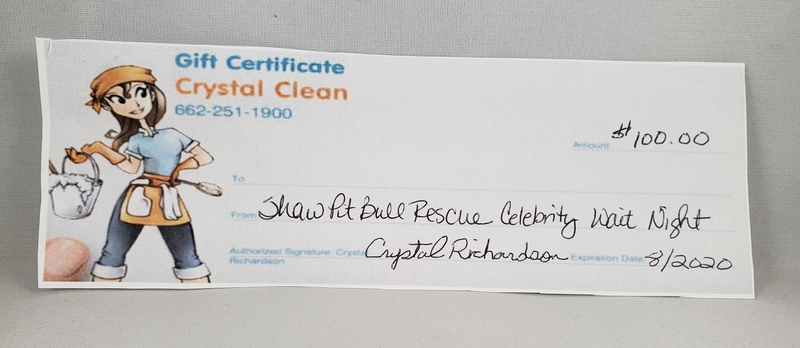 Gift Certificate
Crystal Clean
662-251-1900
Amount: $100.00
To
From Shaw Pit Bull Rescue Celebrity Wait Night
Authorized Signature: Crysta Crystal Richardson Expiration Date 8/2020
Richardson